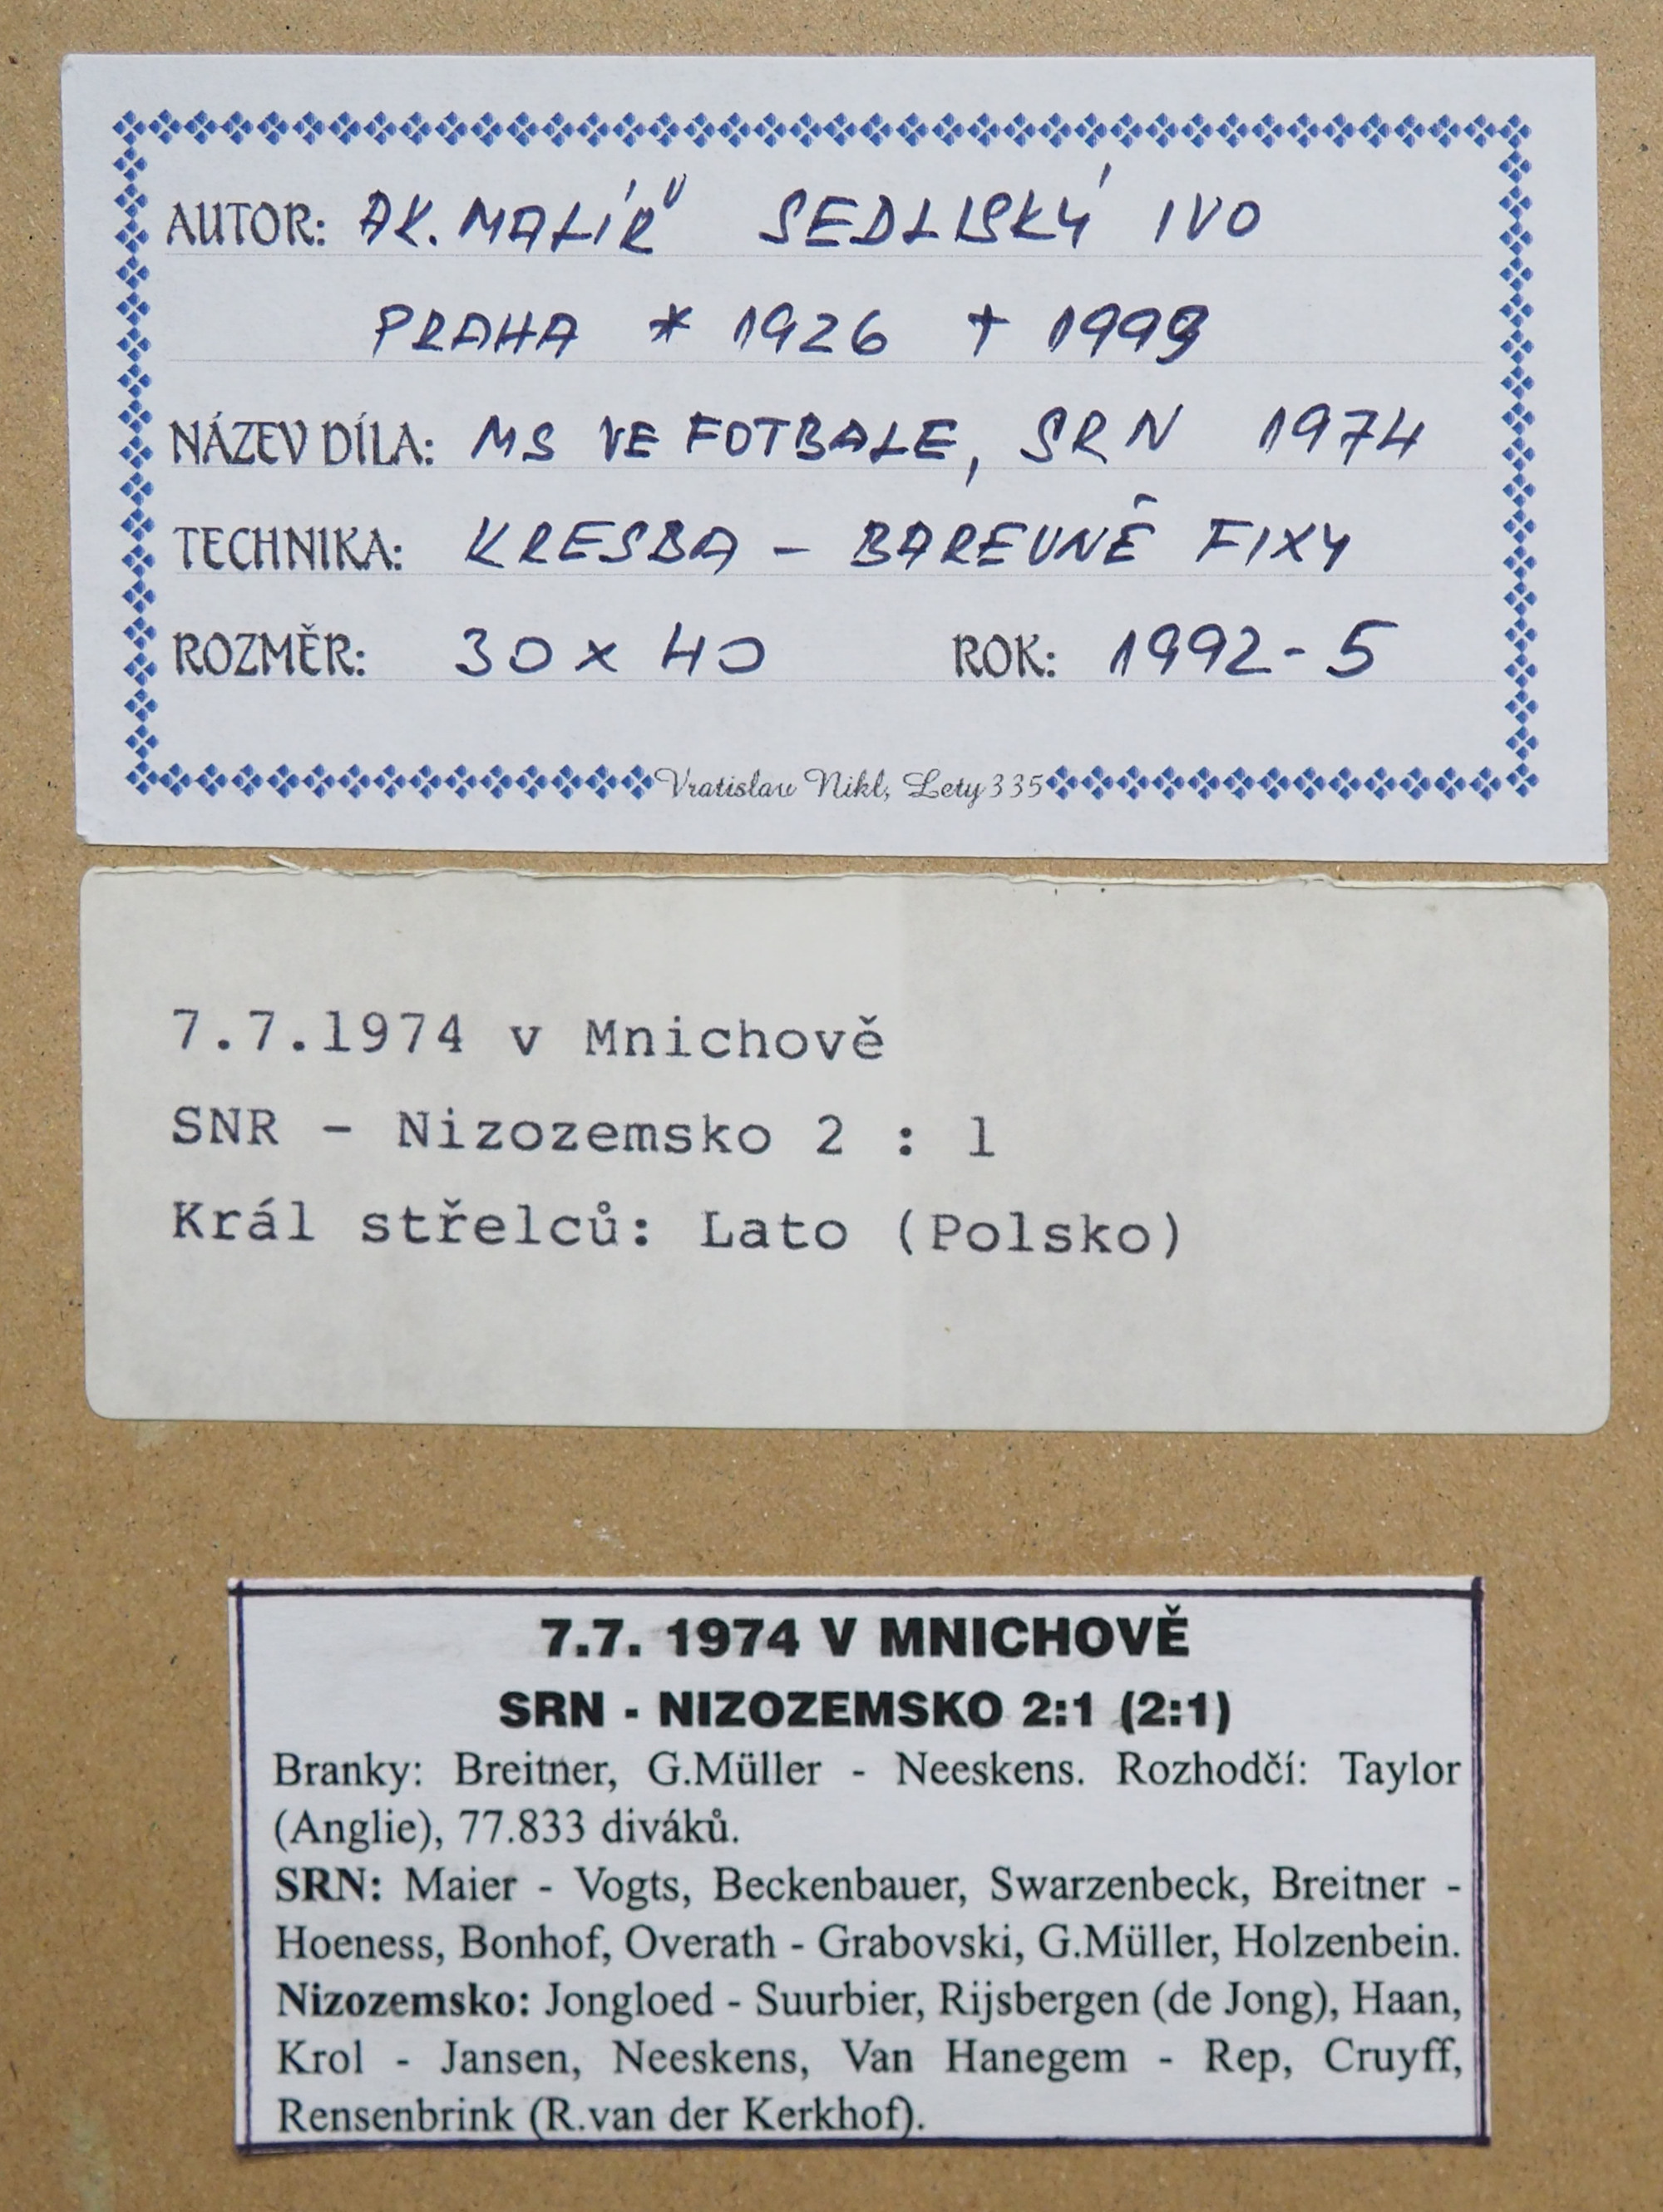 AUTOR: AK. MALÍŘ SEDLISKÝ IVO
PRAHA * 1926 † 1999
NÁZEV DÍLA: MS VE FOTBALE, SRN 1974
TECHNIKA: KRESBA - BAREVNÉ FIXY
ROZMĚR: 30 x 40 ROK: 1992-5
Vratislav Nikl, Lety 335
7.7.1974 v Mnichově
SNR - Nizozemsko 2 : 1
Král střelců: Lato (Polsko)
7.7. 1974 V MNICHOVĚ
SRN - NIZOZEMSKO 2:1 (2:1)
Branky: Breitner, G.Müller - Neeskens. Rozhodčí: Taylor
(Anglie), 77.833 diváků.
SRN: Maier - Vogts, Beckenbauer, Swarzenbeck, Breitner -
Hoeness, Bonhof, Overath - Grabovski, G.Müller, Holzenbein.
Nizozemsko: Jongloed - Suurbier, Rijsbergen (de Jong), Haan,
Krol - Jansen, Neeskens, Van Hanegem - Rep, Cruyff,
Rensenbrink (R.van der Kerkhof).